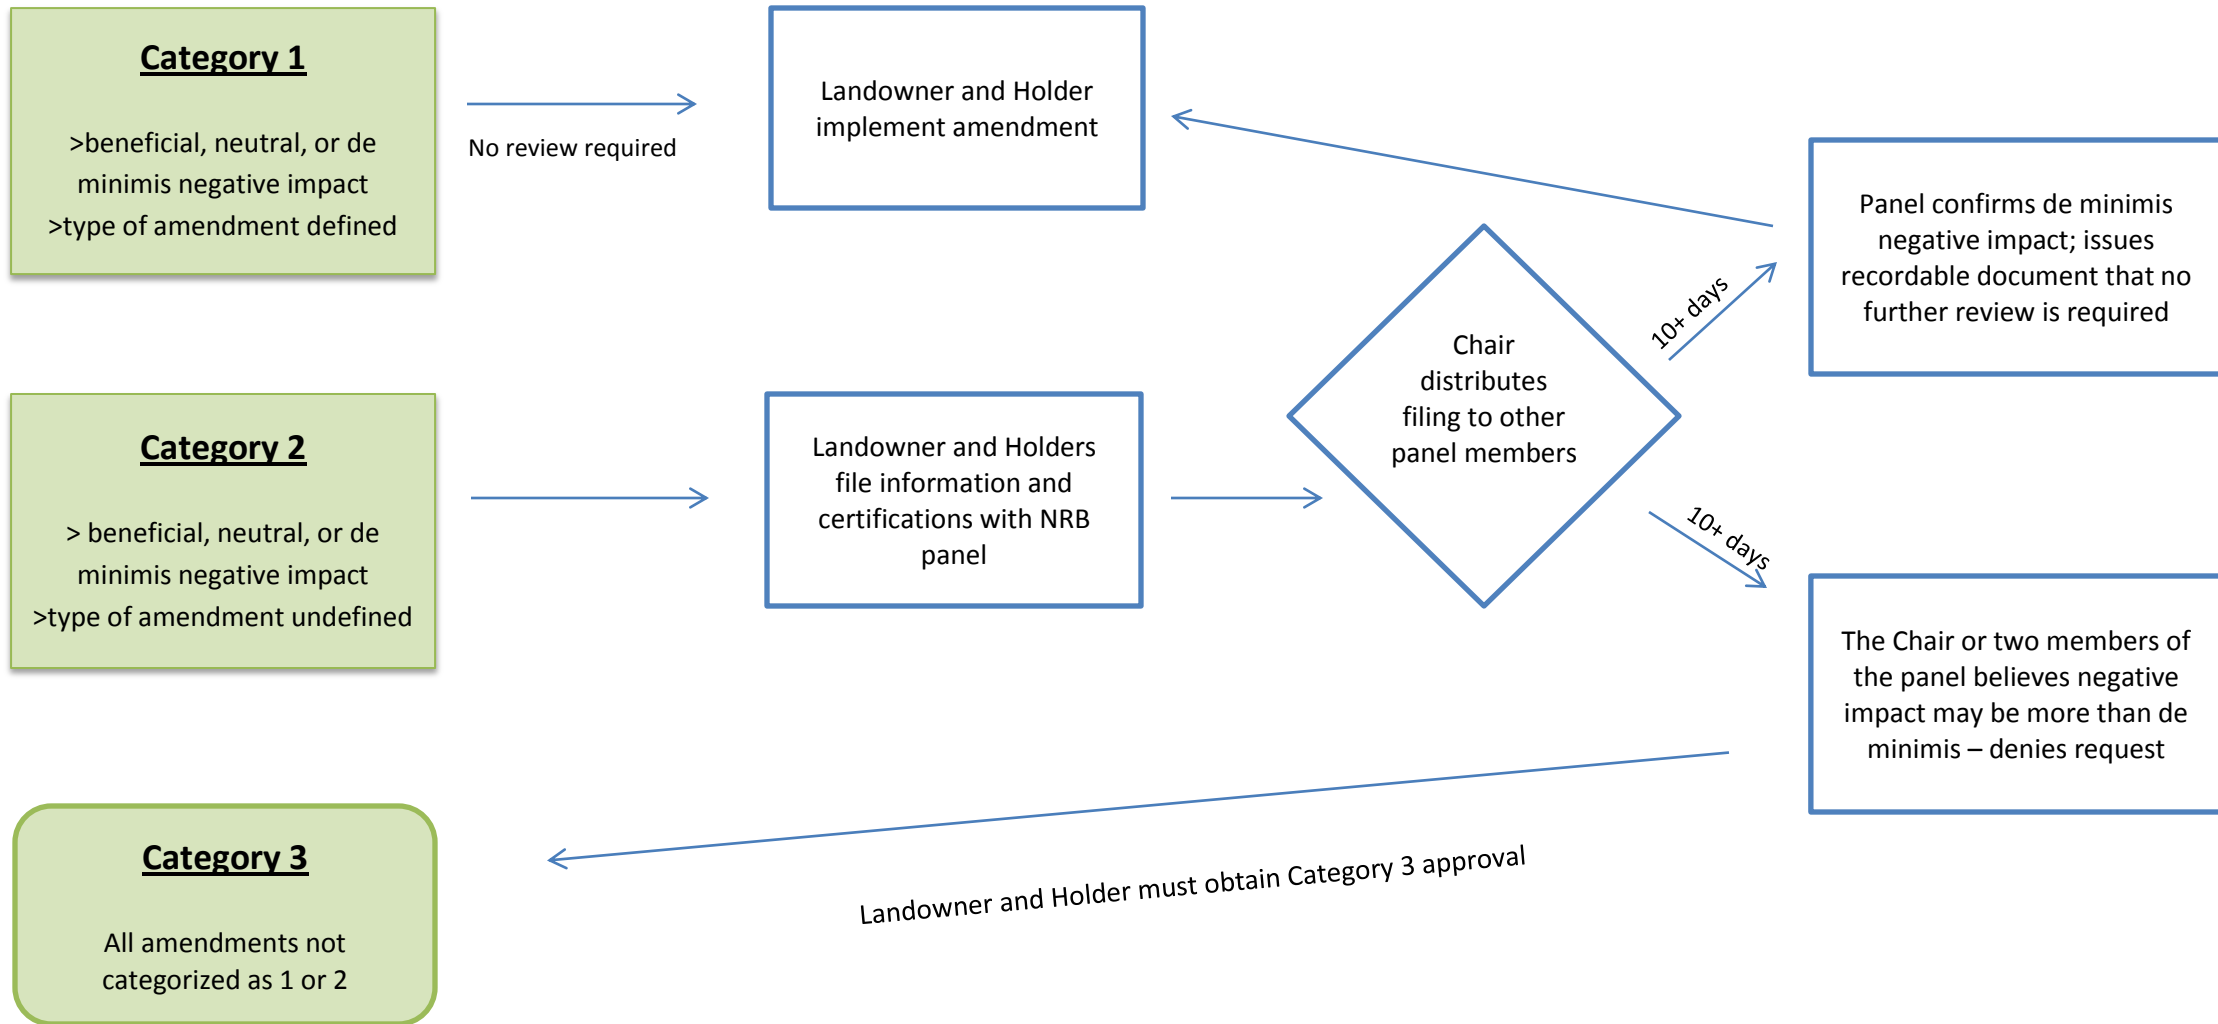 Category 1
>beneficial, neutral, or de
minimis negative impact
>type of amendment defined
No review required
Landowner and Holder
implement amendment
Panel confirms de minimis
negative impact; issues
recordable document that no
further review is required
Category 2
> beneficial, neutral, or de
minimis negative impact
>type of amendment undefined
Landowner and Holders
file information and
certifications with NRB
panel
Chair
distributes
filing to other
panel members
10+ days
10+ days
The Chair or two members of
the panel believes negative
impact may be more than de
minimis – denies request
Category 3
All amendments not
categorized as 1 or 2
Landowner and Holder must obtain Category 3 approval